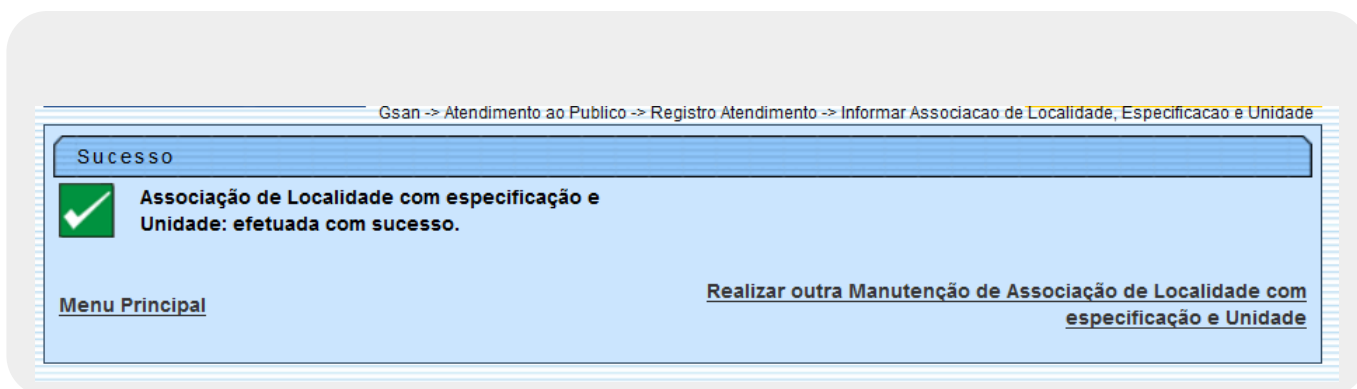 Gsan -> Atendimento ao Publico -> Registro Atendimento -> Informar Associacao de Localidade, Especificacao e Unidade
Sucesso
Associação de Localidade com especificação e
Unidade: efetuada com sucesso.
Menu Principal
Realizar outra Manutenção de Associação de Localidade com
especificação e Unidade